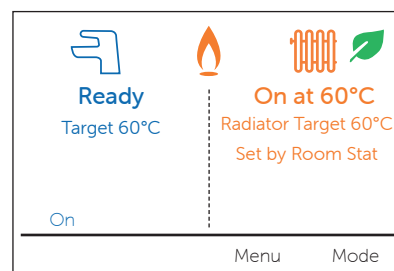 Ready
Target 60°C
On at 60°C
Radiator Target 60°C
Set by Room Stat
On
Menu Mode